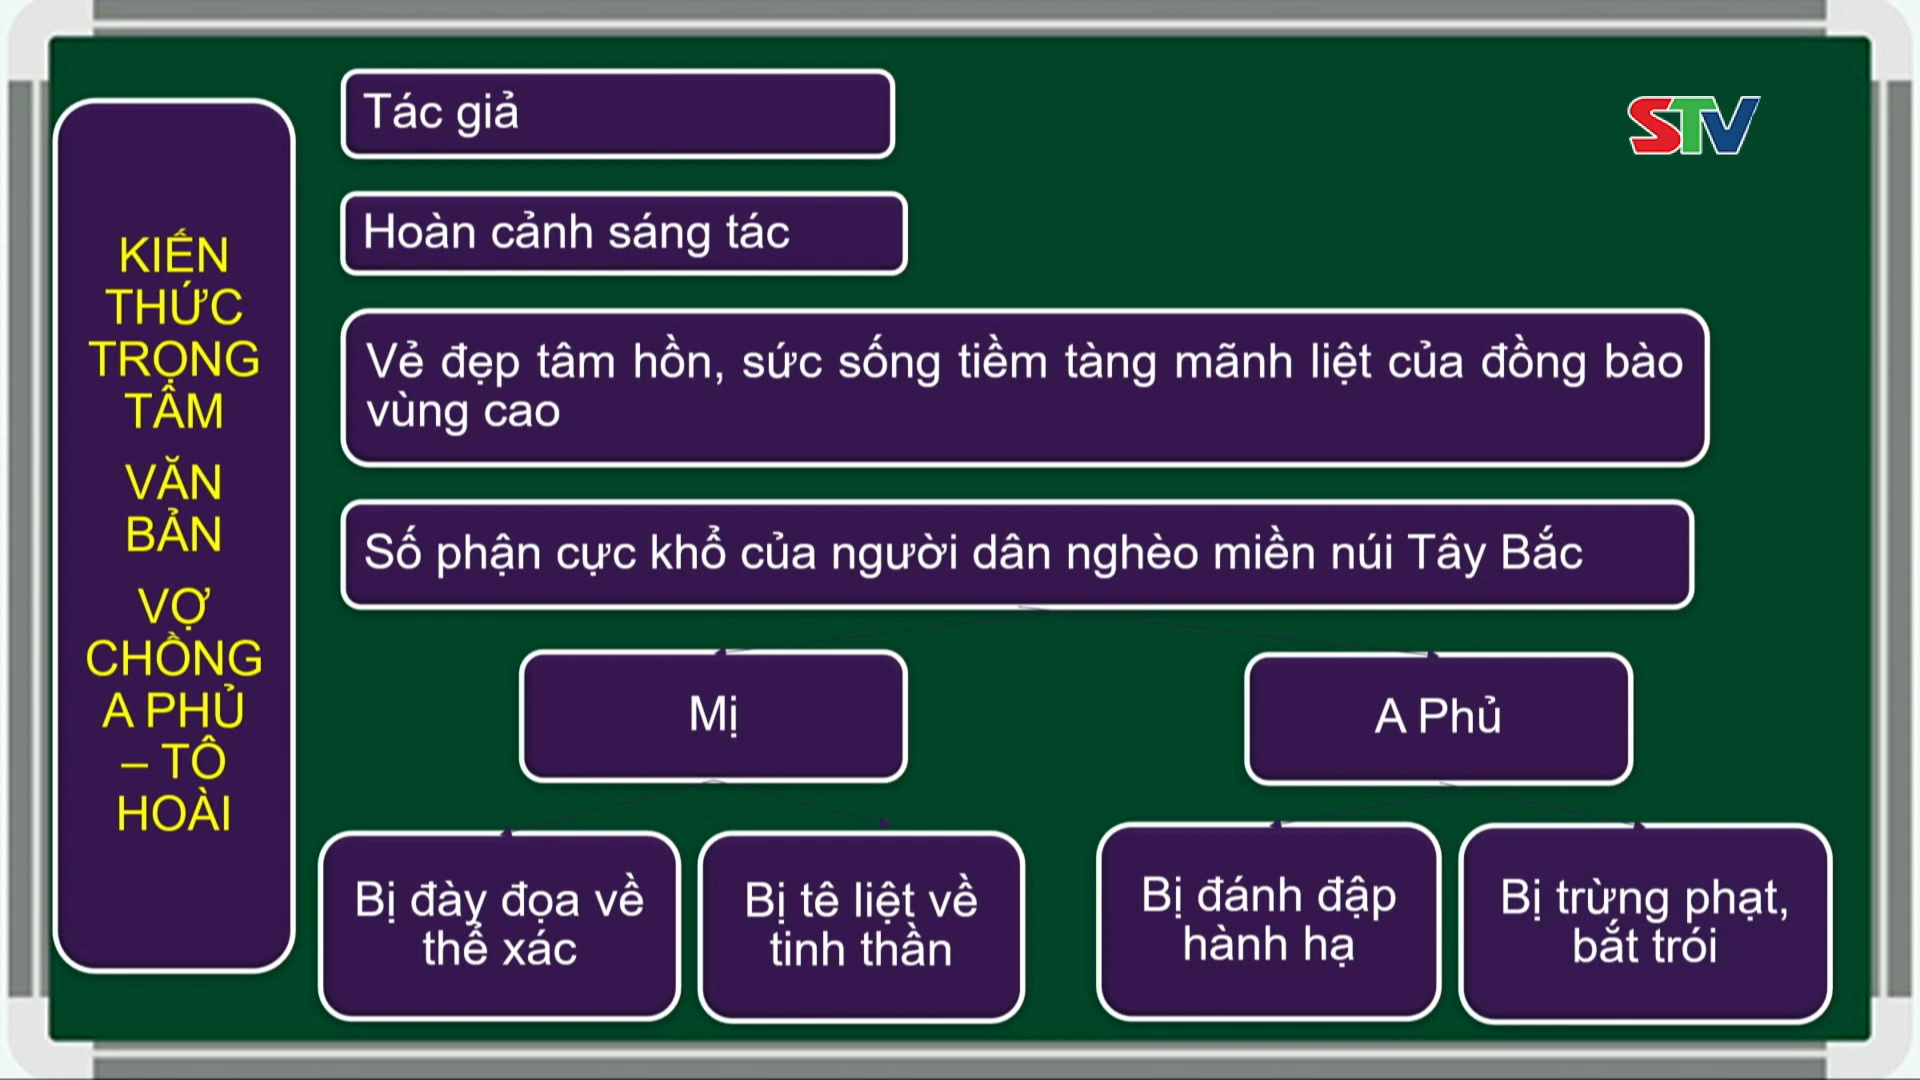 KIẾN
THỨC
TRỌNG
TÂM
VĂN
BẢN
VỢ
CHỒNG
A PHỦ
– TÔ
HOÀI
Tác giả
Hoàn cảnh sáng tác
Vẻ đẹp tâm hồn, sức sống tiềm tàng mãnh liệt của đồng bào
vùng cao
Số phận cực khổ của người dân nghèo miền núi Tây Bắc
Mị
A Phủ
Bị đày đọa về
thể xác
Bị tê liệt về
tinh thần
Bị đánh đập
hành hạ
Bị trừng phạt,
bắt trói
STV